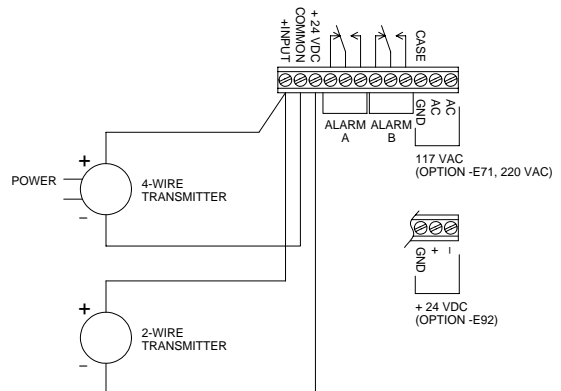 +INPUT
COMMON
+ 24 VDC
CASE
ALARM
A
ALARM
B
GND
AC
AC
117 VAC
(OPTION -E71, 220 VAC)
+
POWER
4-WIRE
TRANSMITTER
–
GND
+
–
+ 24 VDC
(OPTION -E92)
+
2-WIRE
TRANSMITTER
–